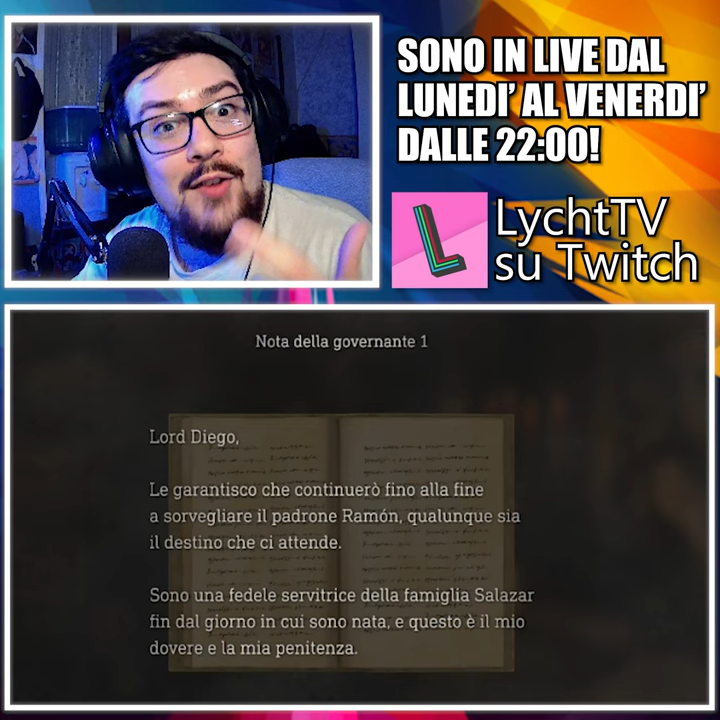 SONO IN LIVE DAL
LUNEDI' AL VENERDI'
DALLE 22:00!
L
LychtTV
su Twitch
Nota della governante 1
Lord Diego,
Le garantisco che continuerò fino alla fine
a sorvegliare il padrone Ramón, qualunque sia
il destino che ci attende.
Sono una fedele servitrice della famiglia Salazar
fin dal giorno in cui sono nata, e questo è il mio
dovere e la mia penitenza.